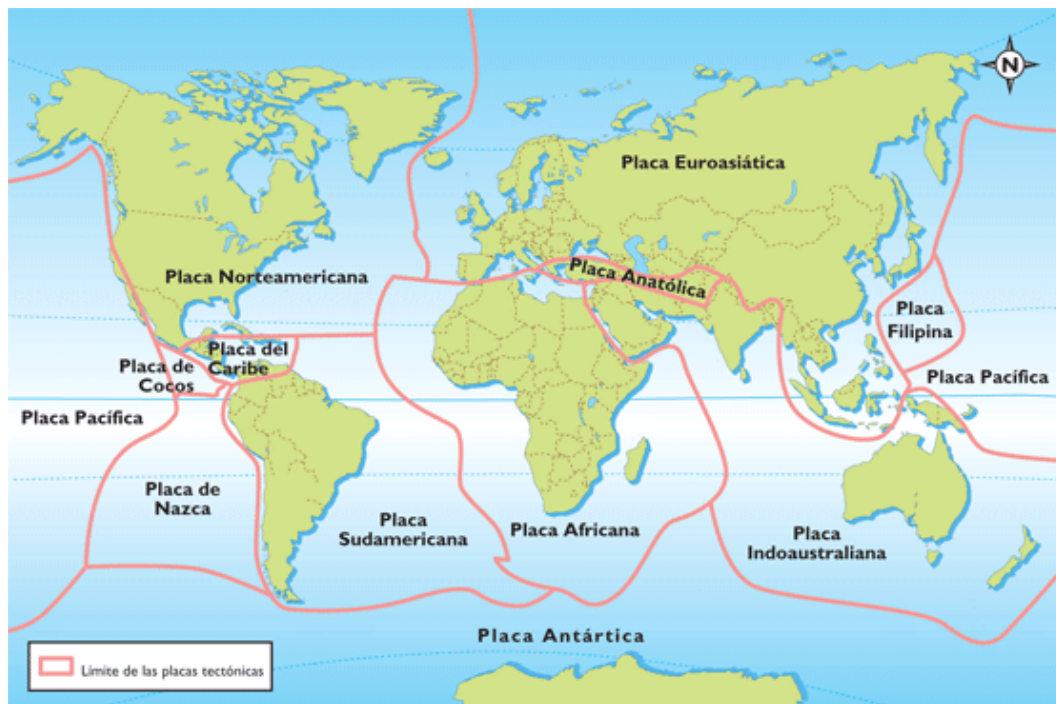 N
Placa Euroasiática
Placa Norteamericana
Placa Anatólica
Placa
Filipina
Placa del
Caribe
Placa de
Cocos
Placa Pacífica
Placa Pacífica
Placa de
Nazca
Placa
Sudamericana
Placa Africana
Placa
Indoaustraliana
Placa Antártica
Límite de las placas tectónicas